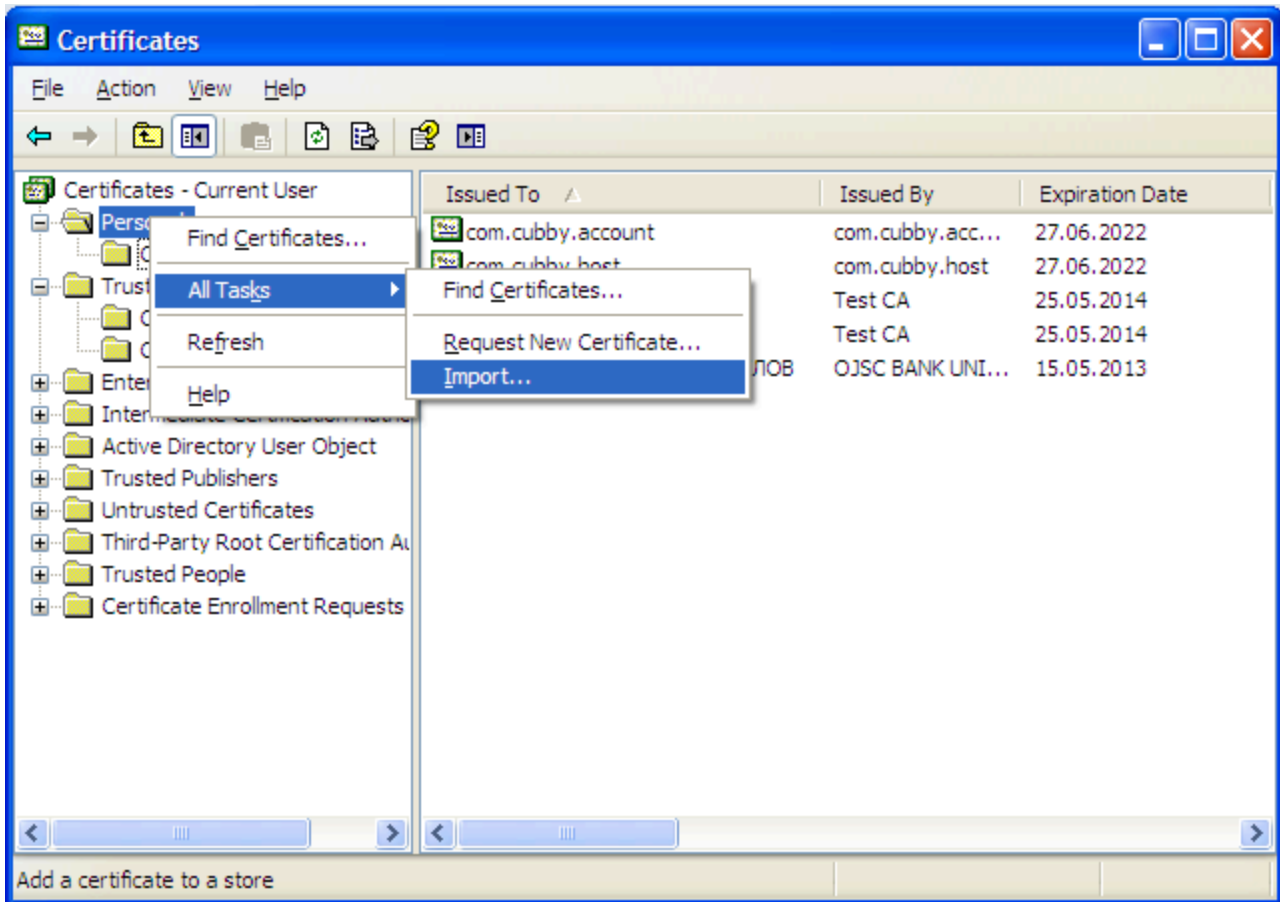 Certificates
File Action View Help
Certificates - Current User
Issued To Issued By Expiration Date
com.cubby.account com.cubby.acc... 27.06.2022
com.cubby.host com.cubby.host 27.06.2022
Test CA 25.05.2014
Test CA 25.05.2014
ЛОВ OJSC BANK UNI... 15.05.2013
Find Certificates...
All Tasks
Refresh
Help
Find Certificates...
Request New Certificate...
Import...
Active Directory User Object
Trusted Publishers
Untrusted Certificates
Third-Party Root Certification Au
Trusted People
Certificate Enrollment Requests
Add a certificate to a store